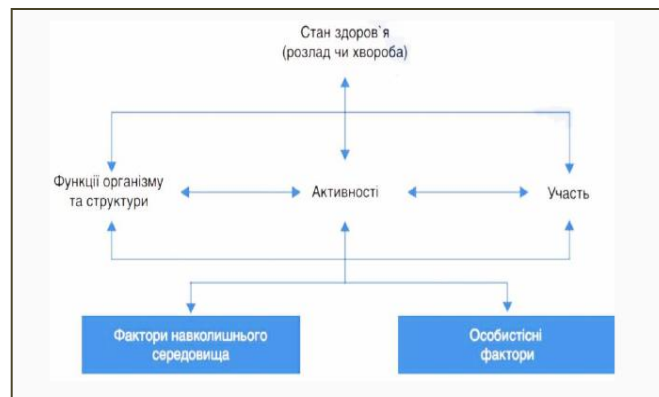 Стан здоров`я
(розлад чи хвороба)
Функції організму
та структури
Активності
Участь
Фактори навколишнього
середовища
Особистісні
фактори